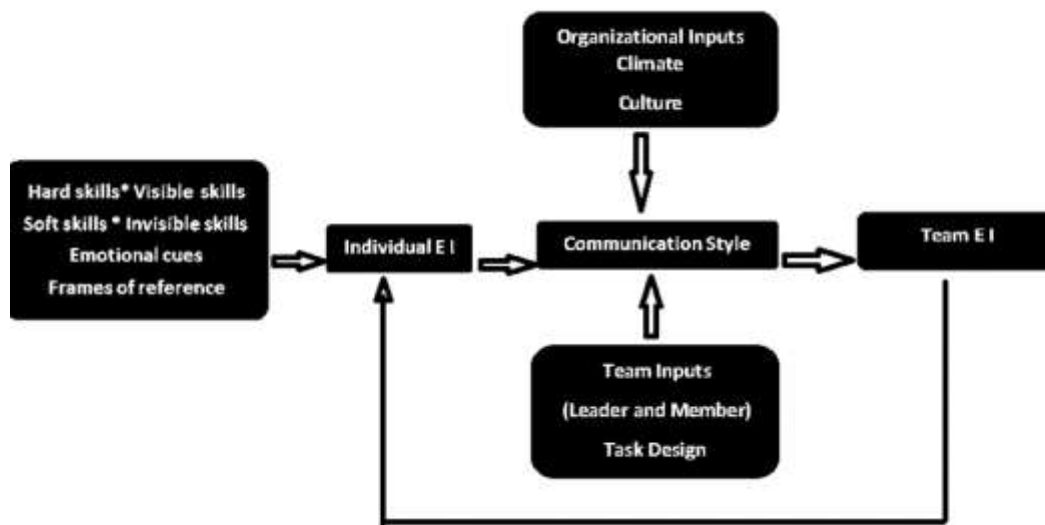 Organizational Inputs
Climate
Culture
Hard skills* Visible skills
Soft skills * Invisible skills
Emotional cues
Frames of reference
Individual E I
Communication Style
Team E I
Team Inputs
(Leader and Member)
Task Design